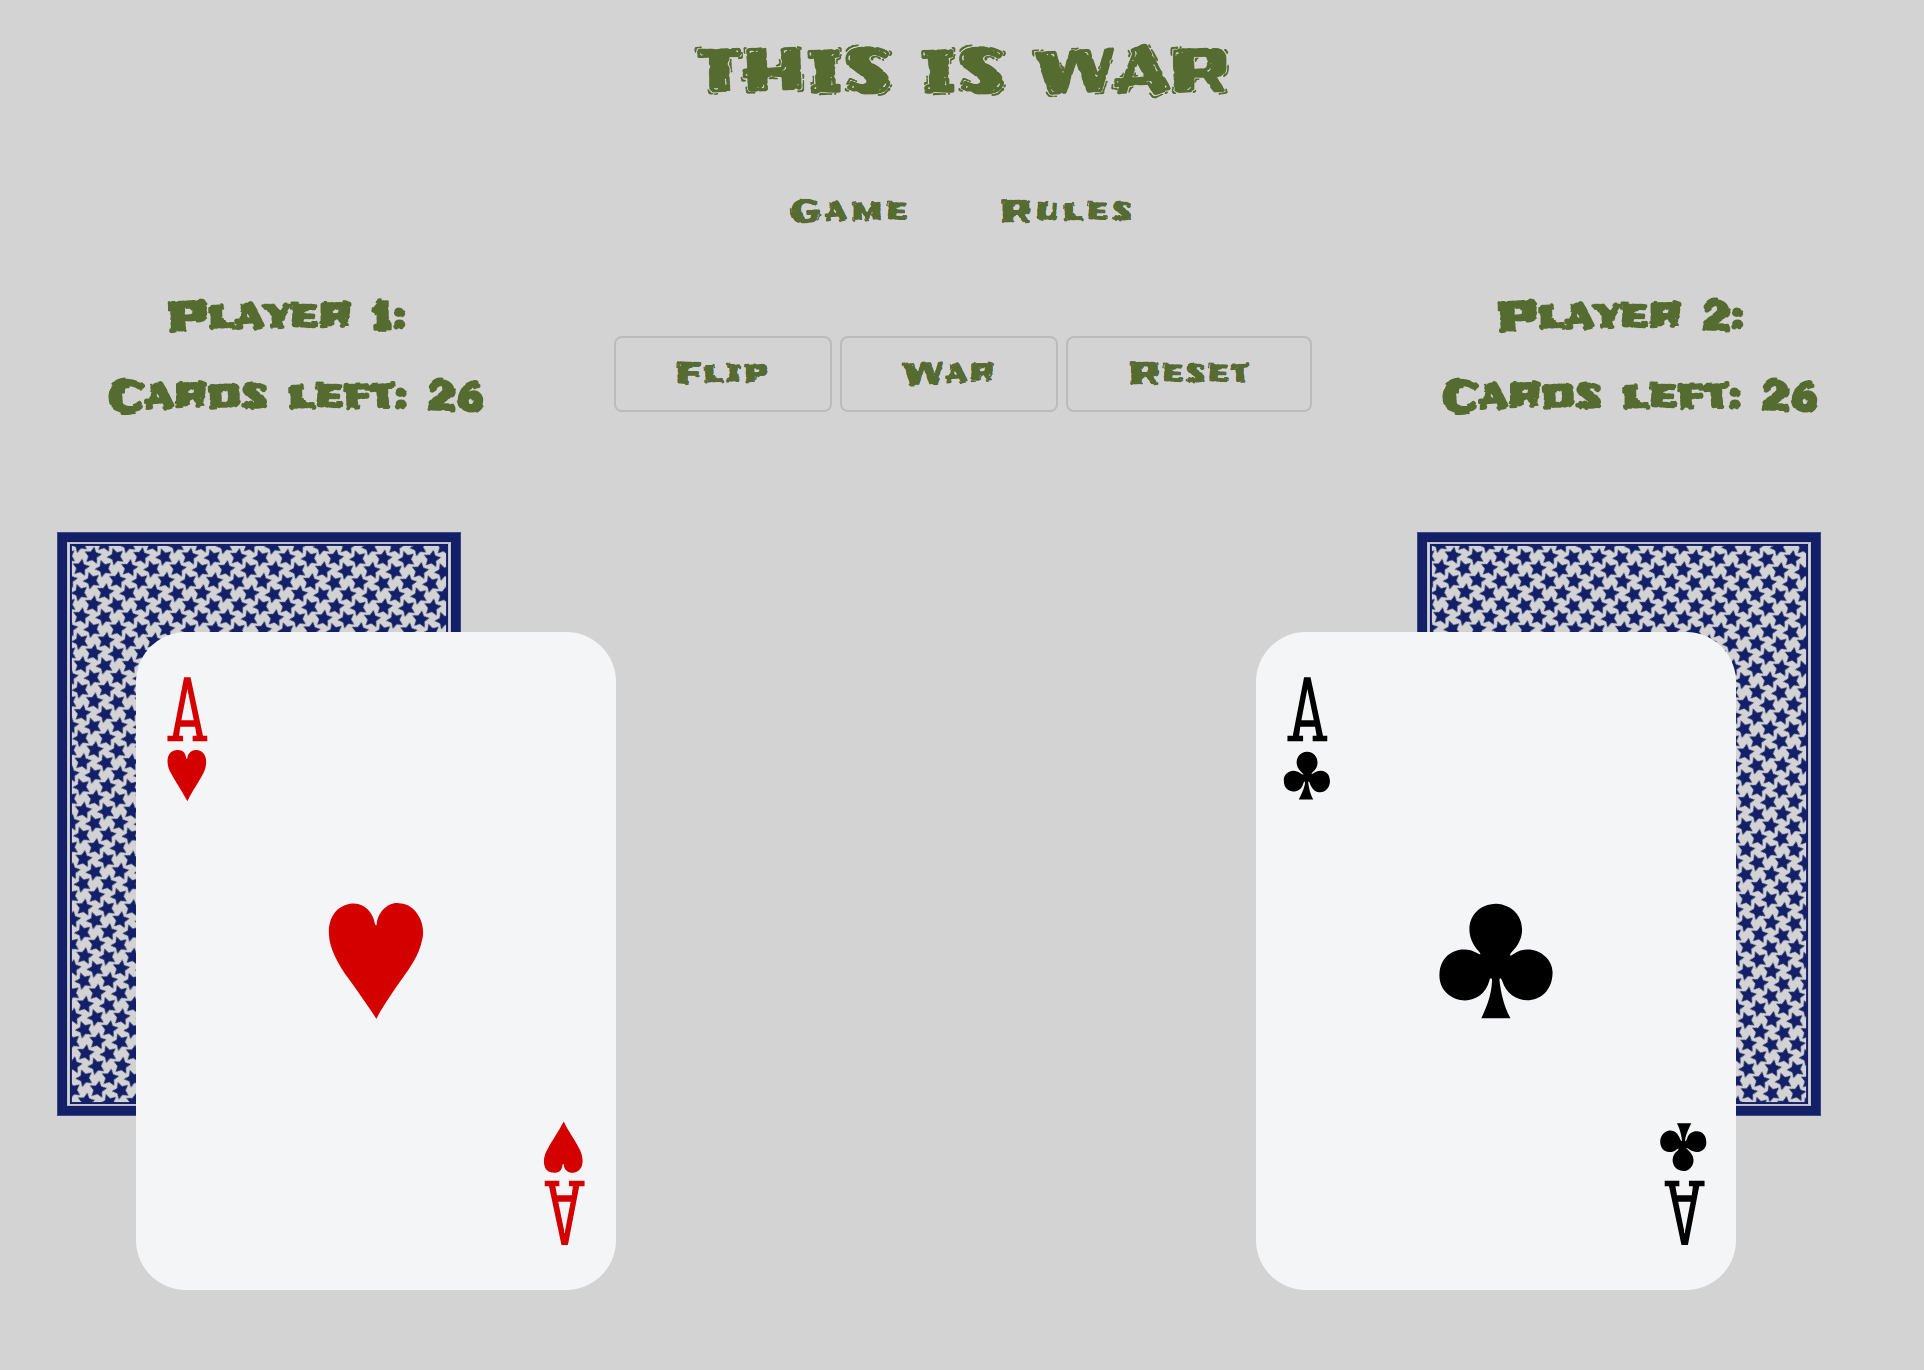 THIS IS WAR
Game Rules
Player 1:
Cards left: 26
Flip War Reset
Player 2:
Cards left: 26
A
A
A
A